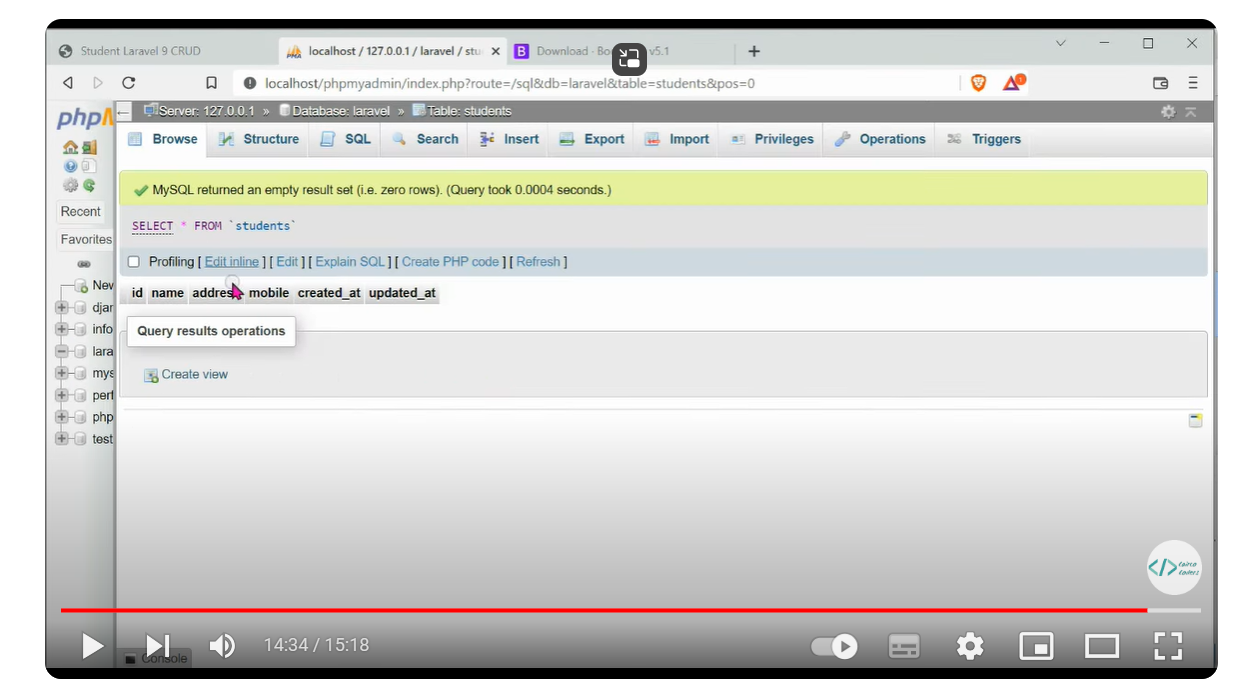 Student Laravel 9 CRUD
localhost / 127.0.0.1 / laravel / stu
B Download · Bo v5.1
localhost/phpmyadmin/index.php?route=/sql&db=laravel&table=students&pos=0
php
Server: 127.0.0.1 » Database: laravel » Table: students
Browse Structure SQL Search Insert Export Import Privileges Operations Triggers
MySQL returned an empty result set (i.e. zero rows). (Query took 0.0004 seconds.)
Recent
SELECT * FROM `students`
Favorites
Profiling [ Edit inline ] [ Edit ] [ Explain SQL ] [ Create PHP code ] [ Refresh ]
New
id name address mobile created_at updated_at
djar
info
Query results operations
lara
mys
Create view
perf
php
test
</> Cairo Coders
14:34 / 15:18
Console